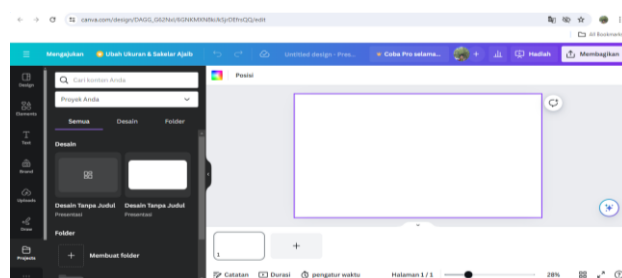 canva.com/design/DAGG_G62NxI/6GNKMXNBkUkSjrDEthsQQ/edit
All Bookmarks
Mengajukan
Ubah Ukuran & Sakelar Ajaib
Untitled design - Pres...
Coba Pro selama...
Hadiah
Membagikan
Design
Elements
Text
Brand
Uploads
Draw
Projects
Cari konten Anda
Proyek Anda
Semua Desain Folder
Desain
Desain Tanpa Judul
Presentasi
Desain Tanpa Judul
Presentasi
Folder
Membuat folder
Posisi
1
Catatan
Durasi
pengatur waktu
Halaman 1 / 1
28%